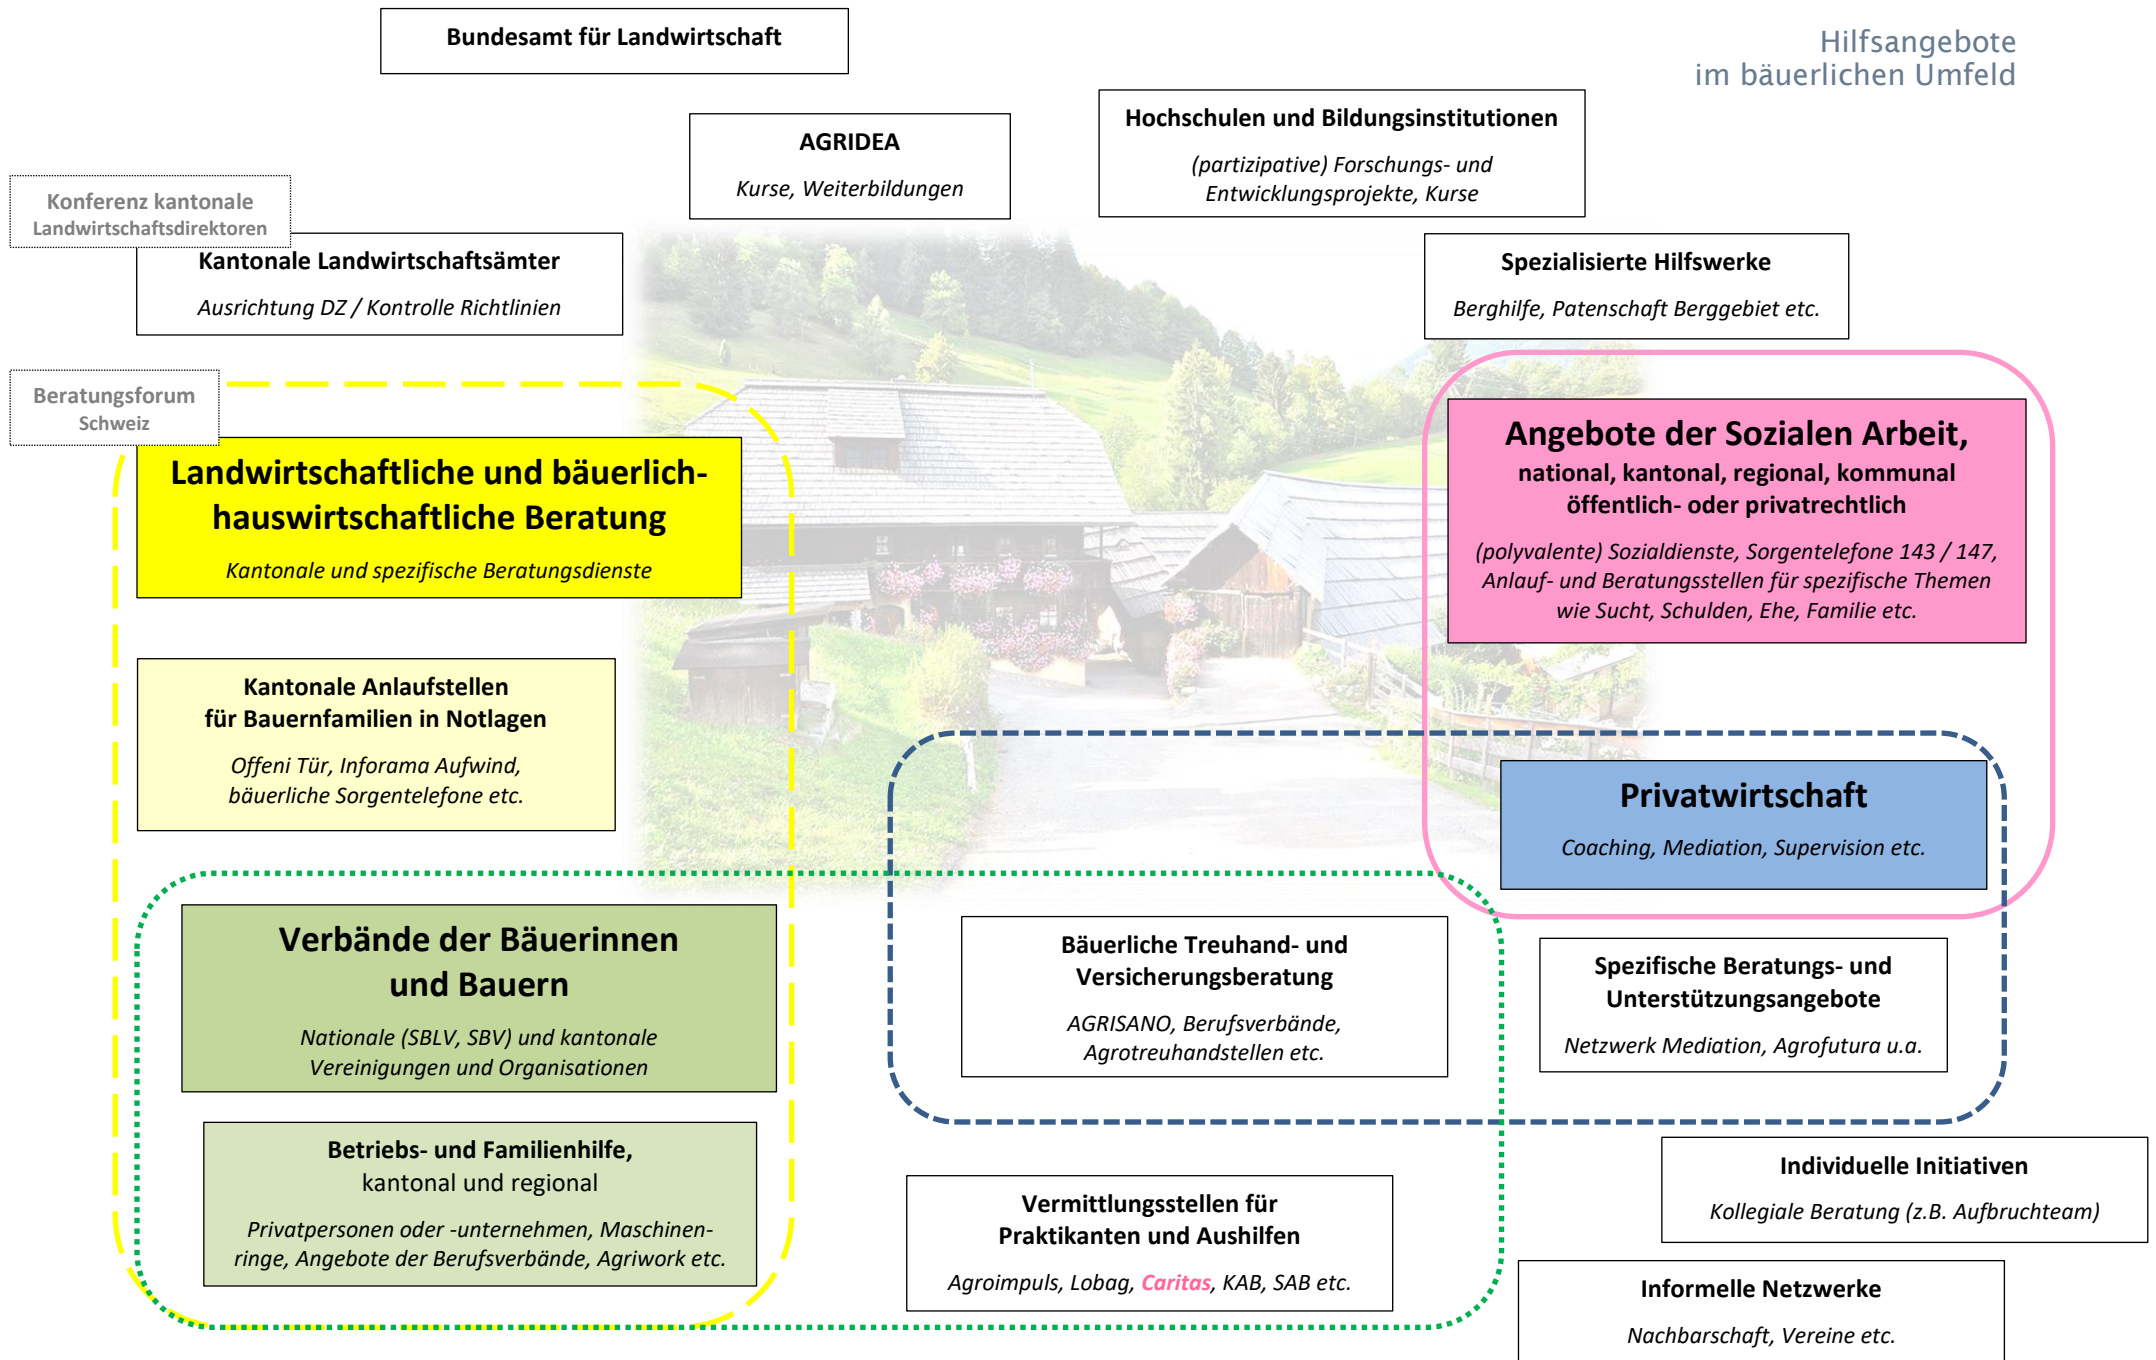 Bundesamt für Landwirtschaft
Hilfsangebote
im bäuerlichen Umfeld
AGRIDEA
Kurse, Weiterbildungen
Hochschulen und Bildungsinstitutionen
(partizipative) Forschungs- und
Entwicklungsprojekte, Kurse
Konferenz kantonale
Landwirtschaftsdirektoren
Kantonale Landwirtschaftsämter
Ausrichtung DZ / Kontrolle Richtlinien
Spezialisierte Hilfswerke
Berghilfe, Patenschaft Berggebiet etc.
Beratungsforum
Schweiz
Landwirtschaftliche und bäuerlich-
hauswirtschaftliche Beratung
Kantonale und spezifische Beratungsdienste
Angebote der Sozialen Arbeit,
national, kantonal, regional, kommunal
öffentlich- oder privatrechtlich
(polyvalente) Sozialdienste, Sorgentelefone 143 / 147,
Anlauf- und Beratungsstellen für spezifische Themen
wie Sucht, Schulden, Ehe, Familie etc.
Kantonale Anlaufstellen
für Bauernfamilien in Notlagen
Offeni Tür, Inforama Aufwind,
bäuerliche Sorgentelefone etc.
Privatwirtschaft
Coaching, Mediation, Supervision etc.
Verbände der Bäuerinnen
und Bauern
Nationale (SBLV, SBV) und kantonale
Vereinigungen und Organisationen
Bäuerliche Treuhand- und
Versicherungsberatung
AGRISANO, Berufsverbände,
Agrotreuhandstellen etc.
Spezifische Beratungs- und
Unterstützungsangebote
Netzwerk Mediation, Agrofutura u.a.
Betriebs- und Familienhilfe,
kantonal und regional
Privatpersonen oder -unternehmen, Maschinen-
ringe, Angebote der Berufsverbände, Agriwork etc.
Vermittlungsstellen für
Praktikanten und Aushilfen
Agroimpuls, Lobag, Caritas, KAB, SAB etc.
Individuelle Initiativen
Kollegiale Beratung (z.B. Aufbruchteam)
Informelle Netzwerke
Nachbarschaft, Vereine etc.